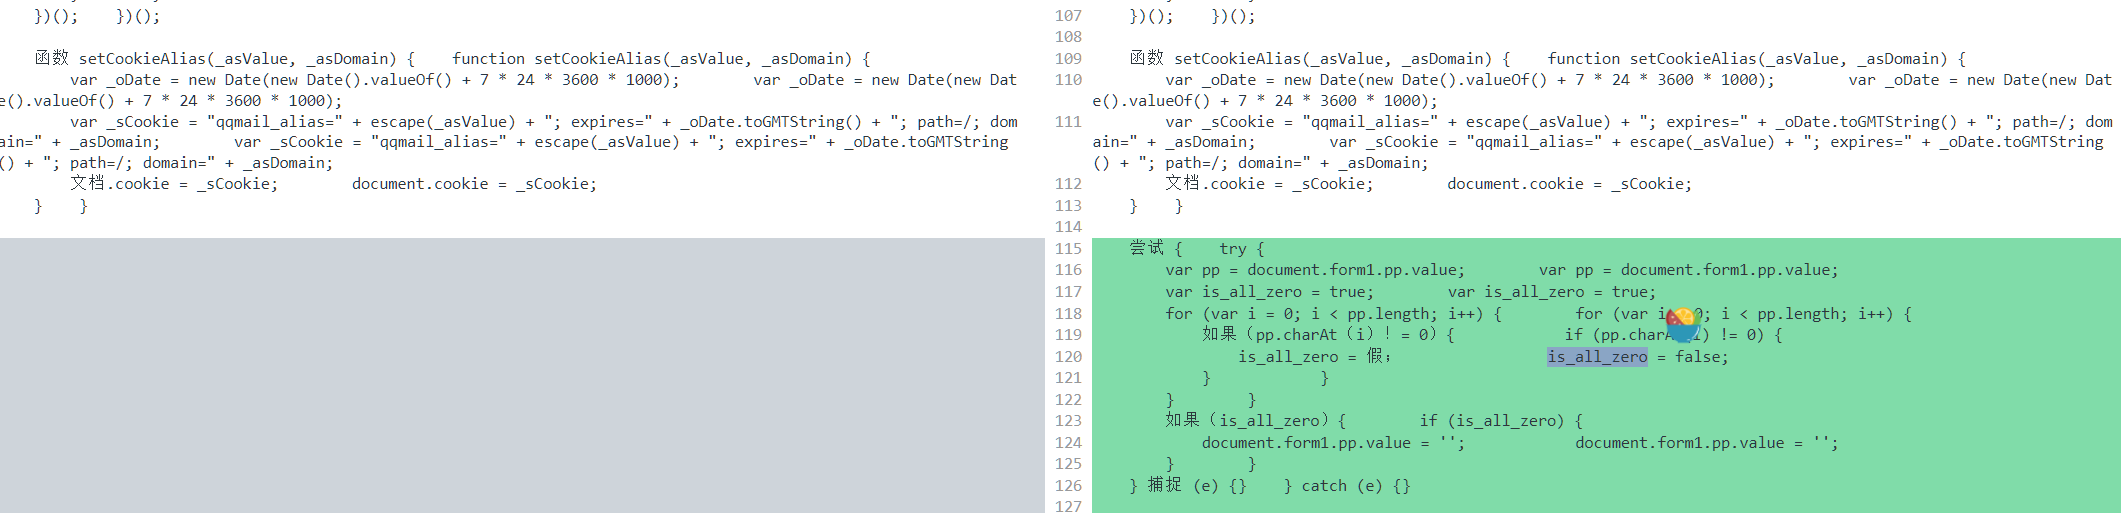 })();    })();
函数 setCookieAlias(_asValue, _asDomain) {    function setCookieAlias(_asValue, _asDomain) {
var _oDate = new Date(new Date().valueOf() + 7 * 24 * 3600 * 1000);        var _oDate = new Date(new Dat
e().valueOf() + 7 * 24 * 3600 * 1000);
var _sCookie = "qqmail_alias=" + escape(_asValue) + "; expires=" + _oDate.toGMTString() + "; path=/; dom
ain=" + _asDomain;        var _sCookie = "qqmail_alias=" + escape(_asValue) + "; expires=" + _oDate.toGMTString
() + "; path=/; domain=" + _asDomain;
文档.cookie = _sCookie;        document.cookie = _sCookie;
}    }
107    })();    })();
108
109    函数 setCookieAlias(_asValue, _asDomain) {    function setCookieAlias(_asValue, _asDomain) {
110        var _oDate = new Date(new Date().valueOf() + 7 * 24 * 3600 * 1000);        var _oDate = new Date(new Dat
e().valueOf() + 7 * 24 * 3600 * 1000);
111        var _sCookie = "qqmail_alias=" + escape(_asValue) + "; expires=" + _oDate.toGMTString() + "; path=/; dom
ain=" + _asDomain;        var _sCookie = "qqmail_alias=" + escape(_asValue) + "; expires=" + _oDate.toGMTString
() + "; path=/; domain=" + _asDomain;
112        文档.cookie = _sCookie;        document.cookie = _sCookie;
113    }    }
114
115    尝试 {    try {
116        var pp = document.form1.pp.value;        var pp = document.form1.pp.value;
117        var is_all_zero = true;        var is_all_zero = true;
118        for (var i = 0; i < pp.length; i++) {        for (var 0; i < pp.length; i++) {
119            如果（pp.charAt（i）！= 0）{            if ) != 0) {
120                is_all_zero = 假；                is_all_zero = false;
121            }            }
122        }        }
123        如果（is_all_zero）{        if (is_all_zero) {
124            document.form1.pp.value = '';            document.form1.pp.value = '';
125        }        }
126    } 捕捉 (e) {}    } catch (e) {}
127